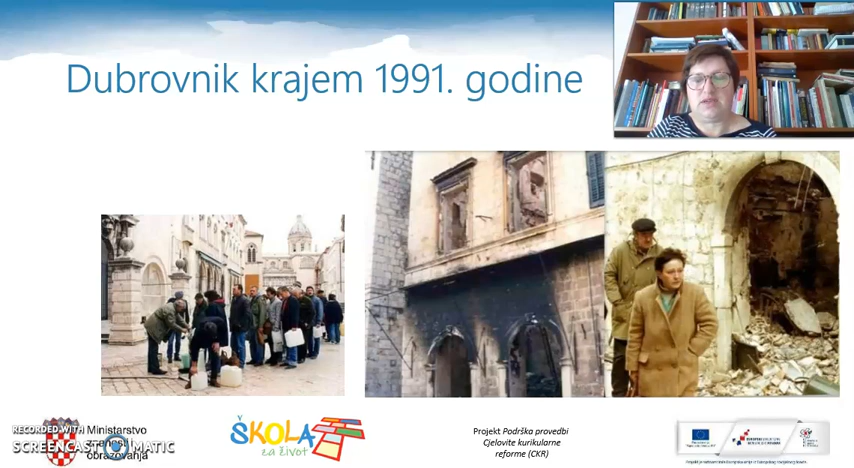 Dubrovnik krajem 1991. godine
RECORDED WITH
SCREENCAST MATIC
Ministarstvo
obrazovanja
ŠKOLA
za život
Projekt Podrška provedbi
Cjelovite kurikularne
reforme (CKR)